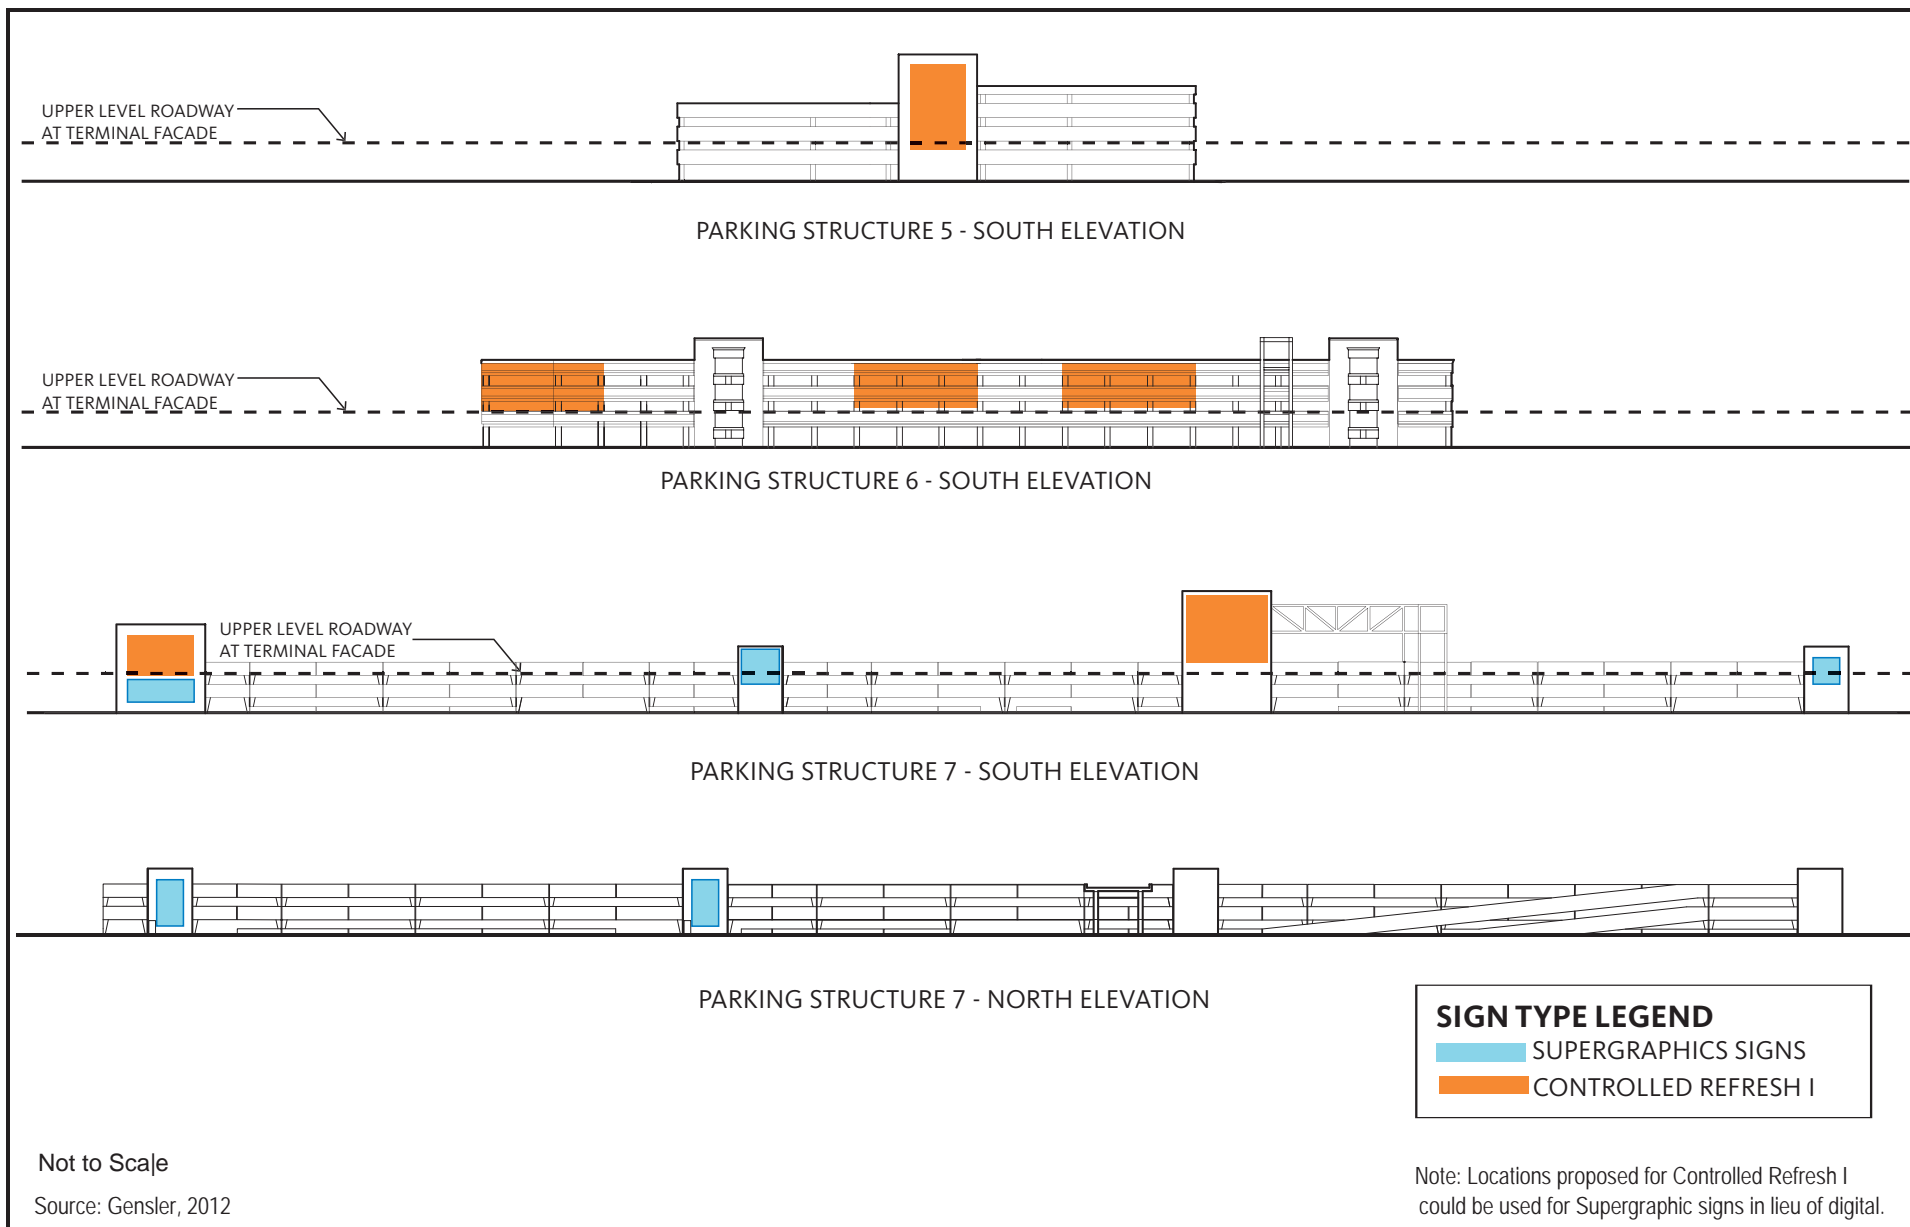 UPPER LEVEL ROADWAY
AT TERMINAL FACADE
PARKING STRUCTURE 5 - SOUTH ELEVATION
UPPER LEVEL ROADWAY
AT TERMINAL FACADE
PARKING STRUCTURE 6 - SOUTH ELEVATION
UPPER LEVEL ROADWAY
AT TERMINAL FACADE
PARKING STRUCTURE 7 - SOUTH ELEVATION
PARKING STRUCTURE 7 - NORTH ELEVATION
SIGN TYPE LEGEND
SUPERGRAPHICS SIGNS
CONTROLLED REFRESH I
Not to Scale
Source: Gensler, 2012
Note: Locations proposed for Controlled Refresh I
could be used for Supergraphic signs in lieu of digital.